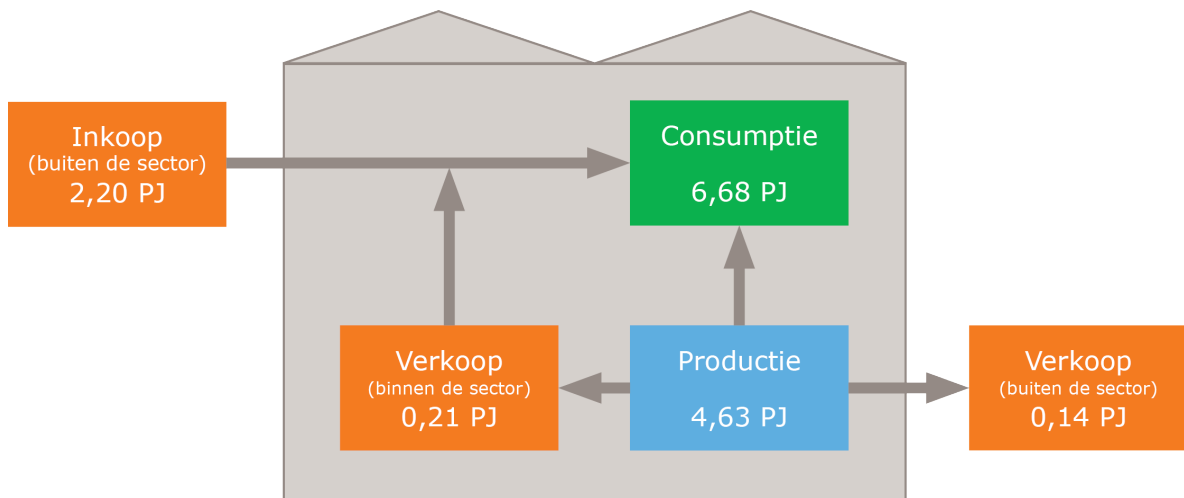 Inkoop
(buiten de sector)
2,20 PJ
Consumptie
6,68 PJ
Verkoop
(binnen de sector)
0,21 PJ
Productie
4,63 PJ
Verkoop
(buiten de sector)
0,14 PJ